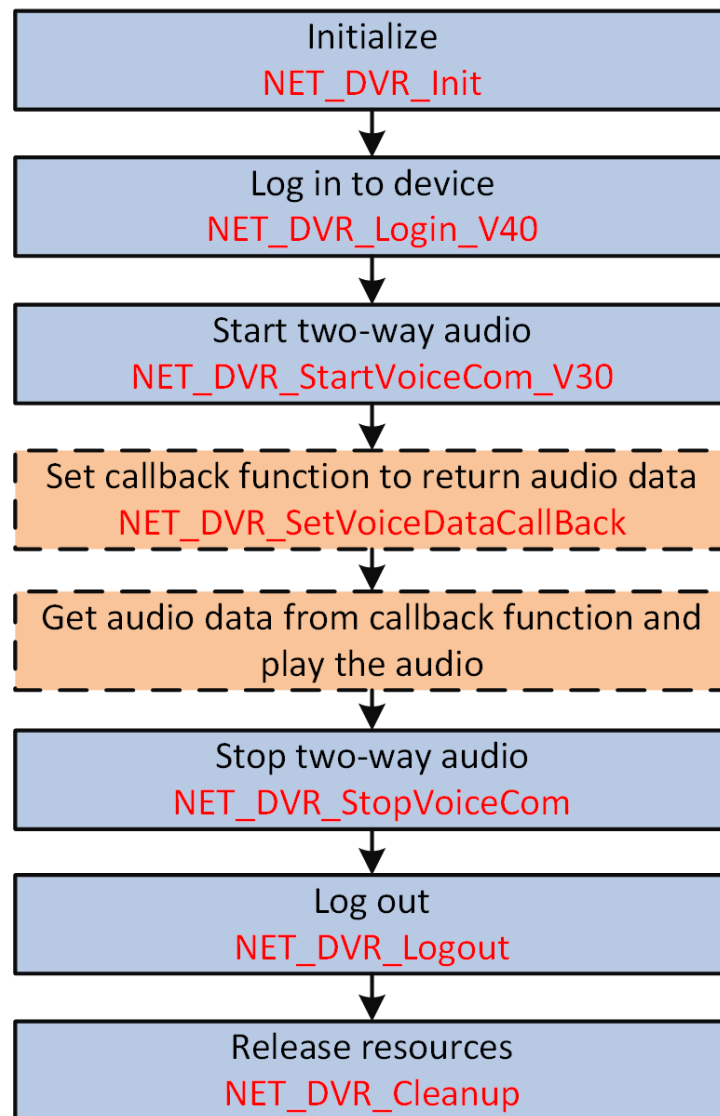 Initialize
NET_DVR_Init
Log in to device
NET_DVR_Login_V40
Start two-way audio
NET_DVR_StartVoiceCom_V30
Set callback function to return audio data
NET_DVR_SetVoiceDataCallBack
Get audio data from callback function and
play the audio
Stop two-way audio
NET_DVR_StopVoiceCom
Log out
NET_DVR_Logout
Release resources
NET_DVR_Cleanup